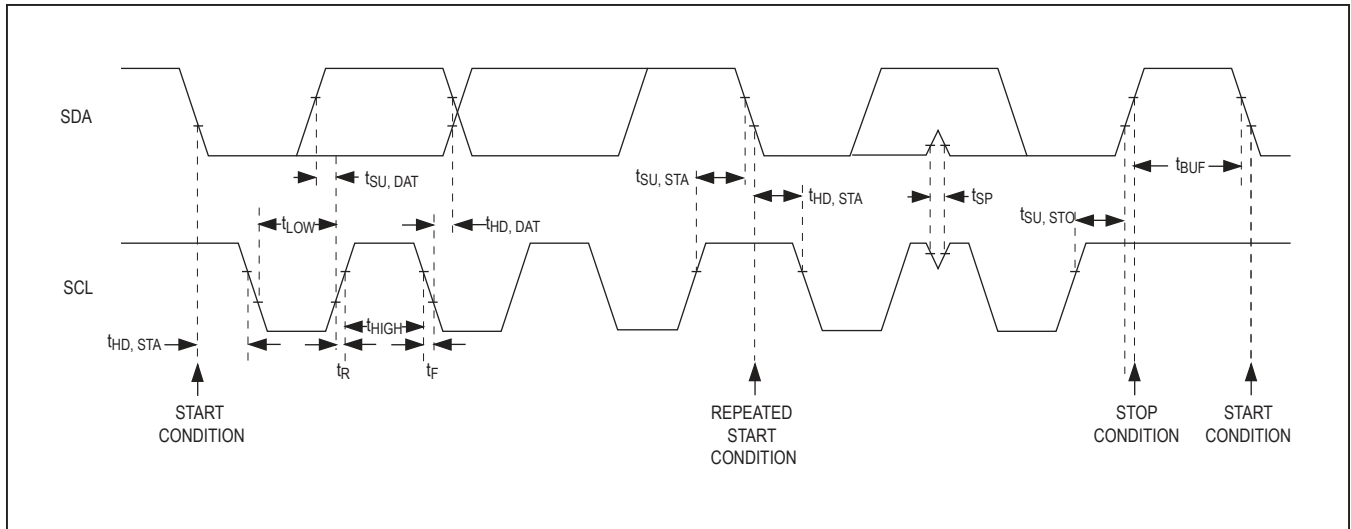 SDA
tSU, DAT
tSU, STA
tHD, STA
tSP
tBUF
tLOW
tHD, DAT
tSU, STO
SCL
tHIGH
tHD, STA
tR
tF
START
CONDITION
REPEATED
START
CONDITION
STOP
CONDITION
START
CONDITION